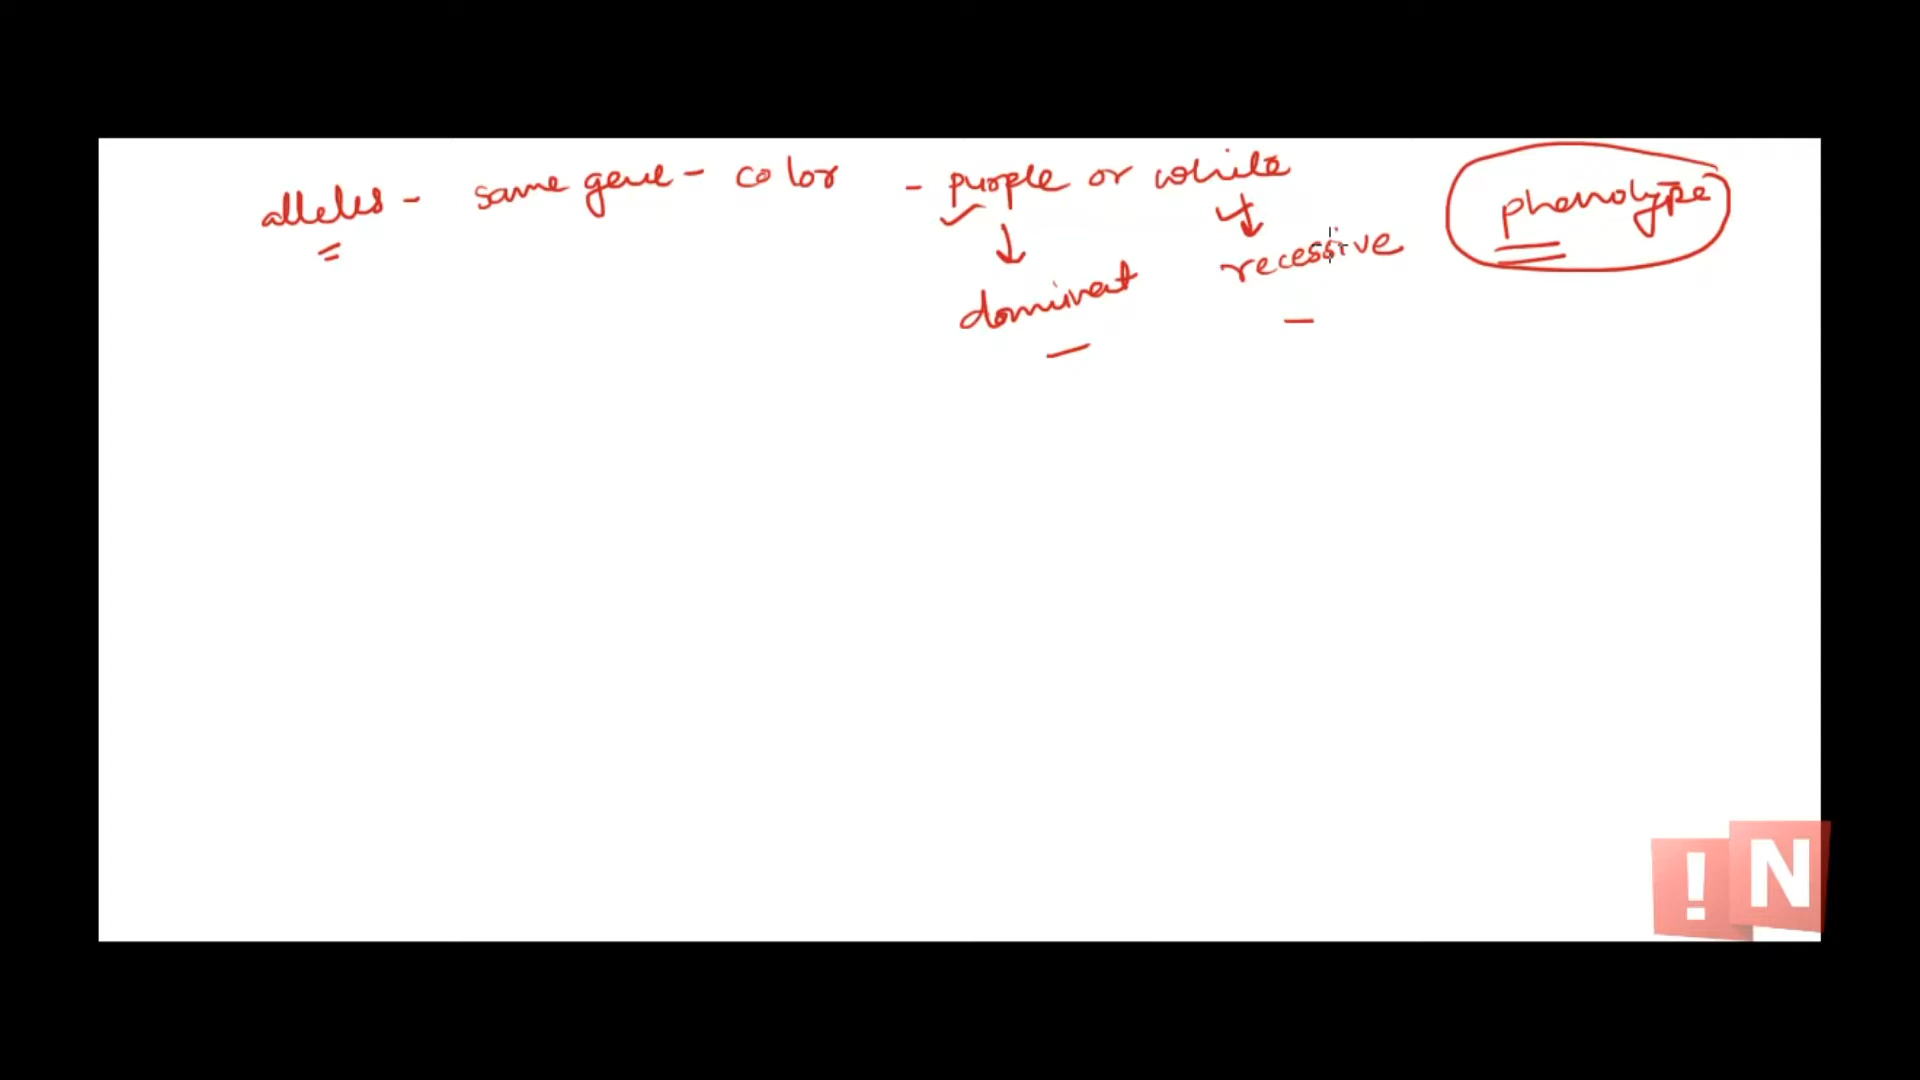 alleles - same gene - color - purple or white phenotype
dominant recessive
! N